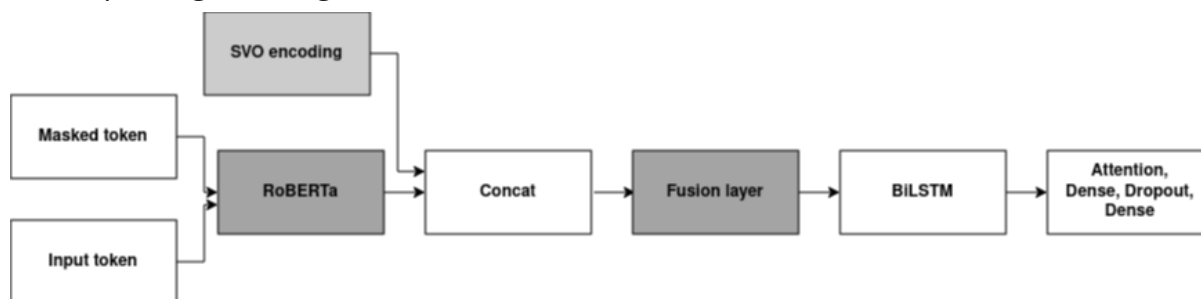 SVO encoding
Masked token
RoBERTa
Concat
Fusion layer
BiLSTM
Attention,
Dense, Dropout,
Dense
Input token